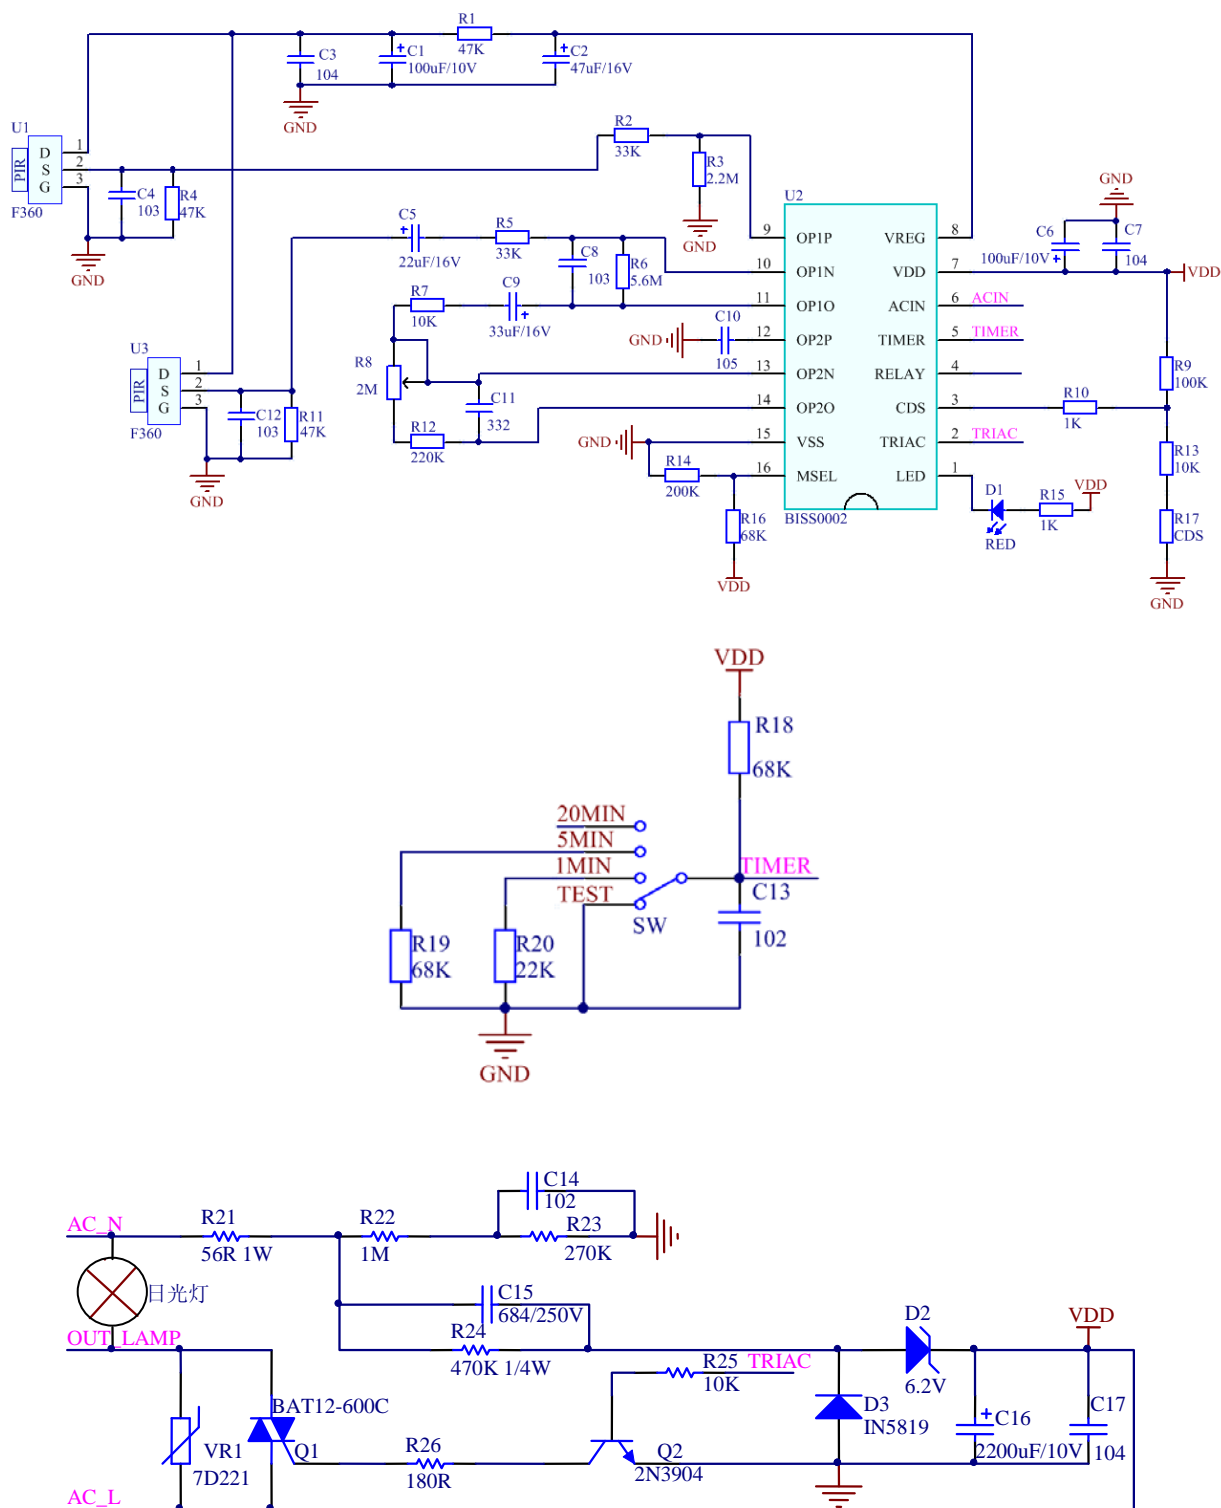 R1
47K
C3
104
C1
100uF/10V
C2
47uF/16V
GND
U1
PIR
D 1
S 2
G 3
F360
C4
103
R4
47K
GND
R2
33K
R3
2.2M
GND
C5
22uF/16V
R5
33K
C8
103
R6
5.6M
R7
10K
C9
33uF/16V
C10
105
GND
R8
2M
C11
332
R12
220K
GND
R14
200K
R16
68K
VDD
U3
PIR
D 1
S 2
G 3
F360
C12
103
R11
47K
GND
U2
9 OP1P VREG 8
10 OP1N VDD 7
11 OP1O ACIN 6 ACIN
12 OP2P TIMER 5 TIMER
13 OP2N RELAY 4
14 OP2O CDS 3
15 VSS TRIAC 2 TRIAC
16 MSEL LED 1
BISS0002
GND
C6
100uF/10V
C7
104
VDD
R9
100K
R10
1K
R13
10K
R17
CDS
GND
D1
RED
R15
1K
VDD
VDD
R18
68K
20MIN
5MIN
1MIN
TEST
SW
TIMER
C13
102
R19
68K
R20
22K
GND
C14
102
AC_N
R21
56R 1W
R22
1M
R23
270K
日光灯
C15
684/250V
OUT_LAMP
R24
470K 1/4W
R25
10K
TRIAC
D2
6.2V
VDD
BAT12-600C
Q1
VR1
7D221
R26
180R
Q2
2N3904
D3
IN5819
C16
2200uF/10V
C17
104
AC_L